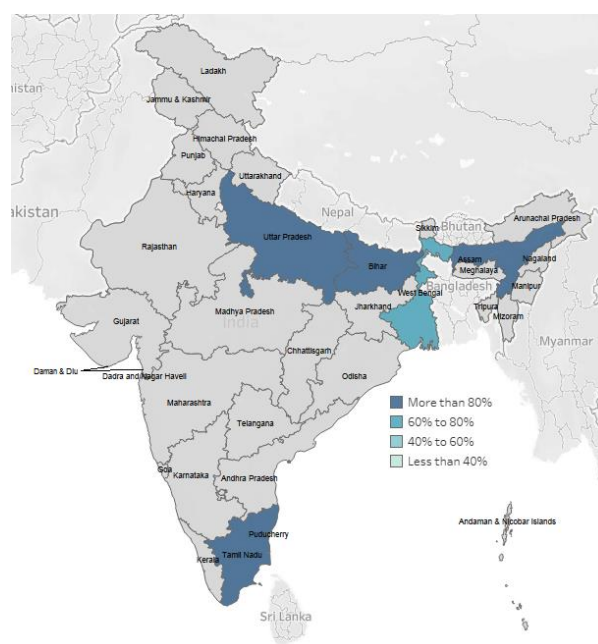 Ladakh
Jammu & Kashmir
Himachal Pradesh
Punjab
Uttarakhand
Haryana
akistan
Nepal
Sikkim
Bhutan
Arunachal Pradesh
Rajasthan
Uttar Pradesh
Bihar
Assam
Nagaland
Meghalaya
Manipur
Bangladesh
West Bengal
Jharkhand
Tripura
Mizoram
Gujarat
Madhya Pradesh
India
Myanmar
Daman & Diu
Dadra and Nagar Haveli
Chhattisgarh
Odisha
Maharashtra
More than 80%
60% to 80%
40% to 60%
Less than 40%
Telangana
Goa
Karnataka
Andhra Pradesh
Andaman & Nicobar Islands
Puducherry
Kerala
Tamil Nadu
Sri Lanka